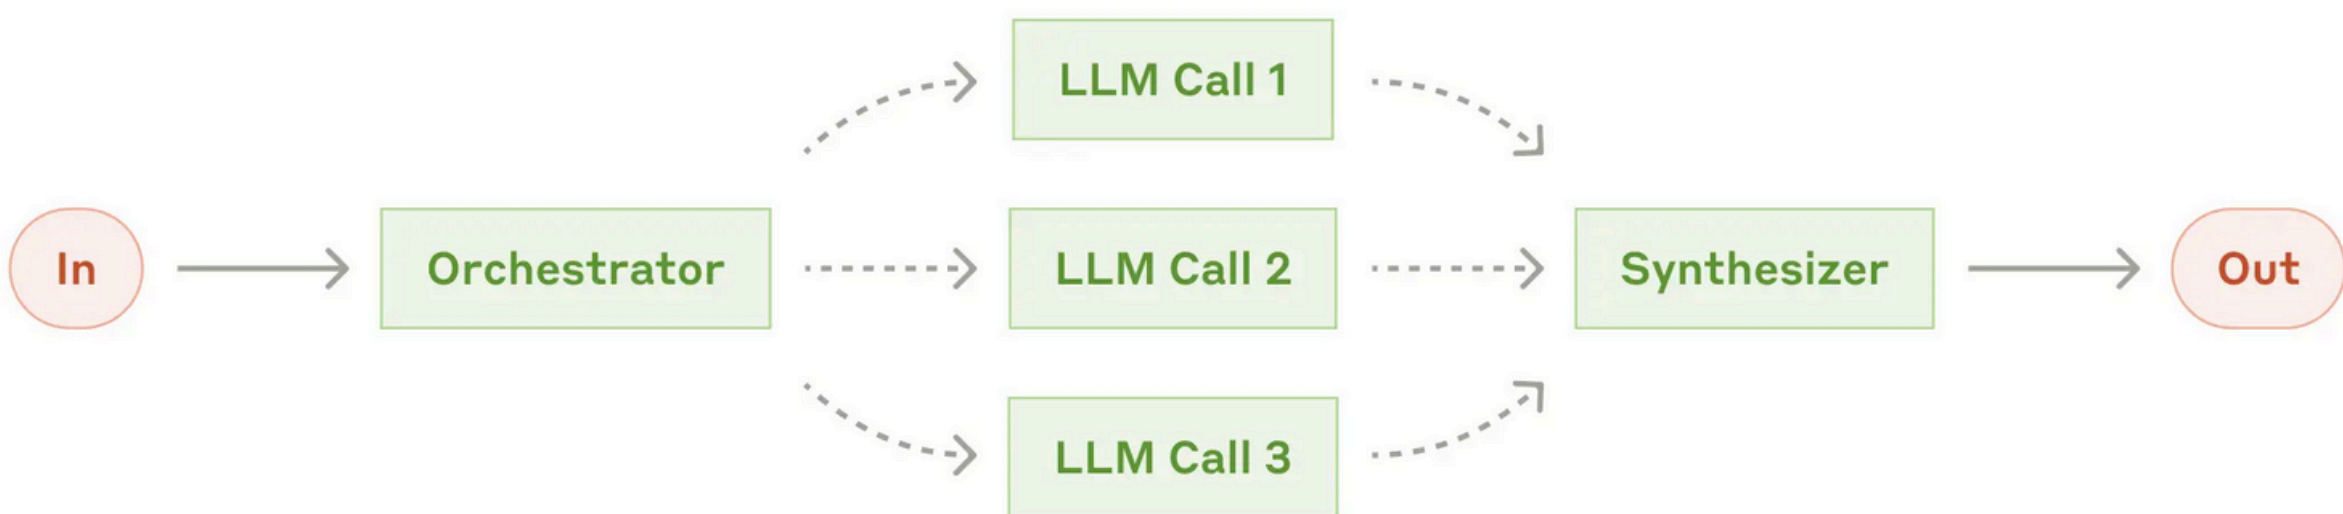 In
Orchestrator
LLM Call 1
LLM Call 2
LLM Call 3
Synthesizer
Out